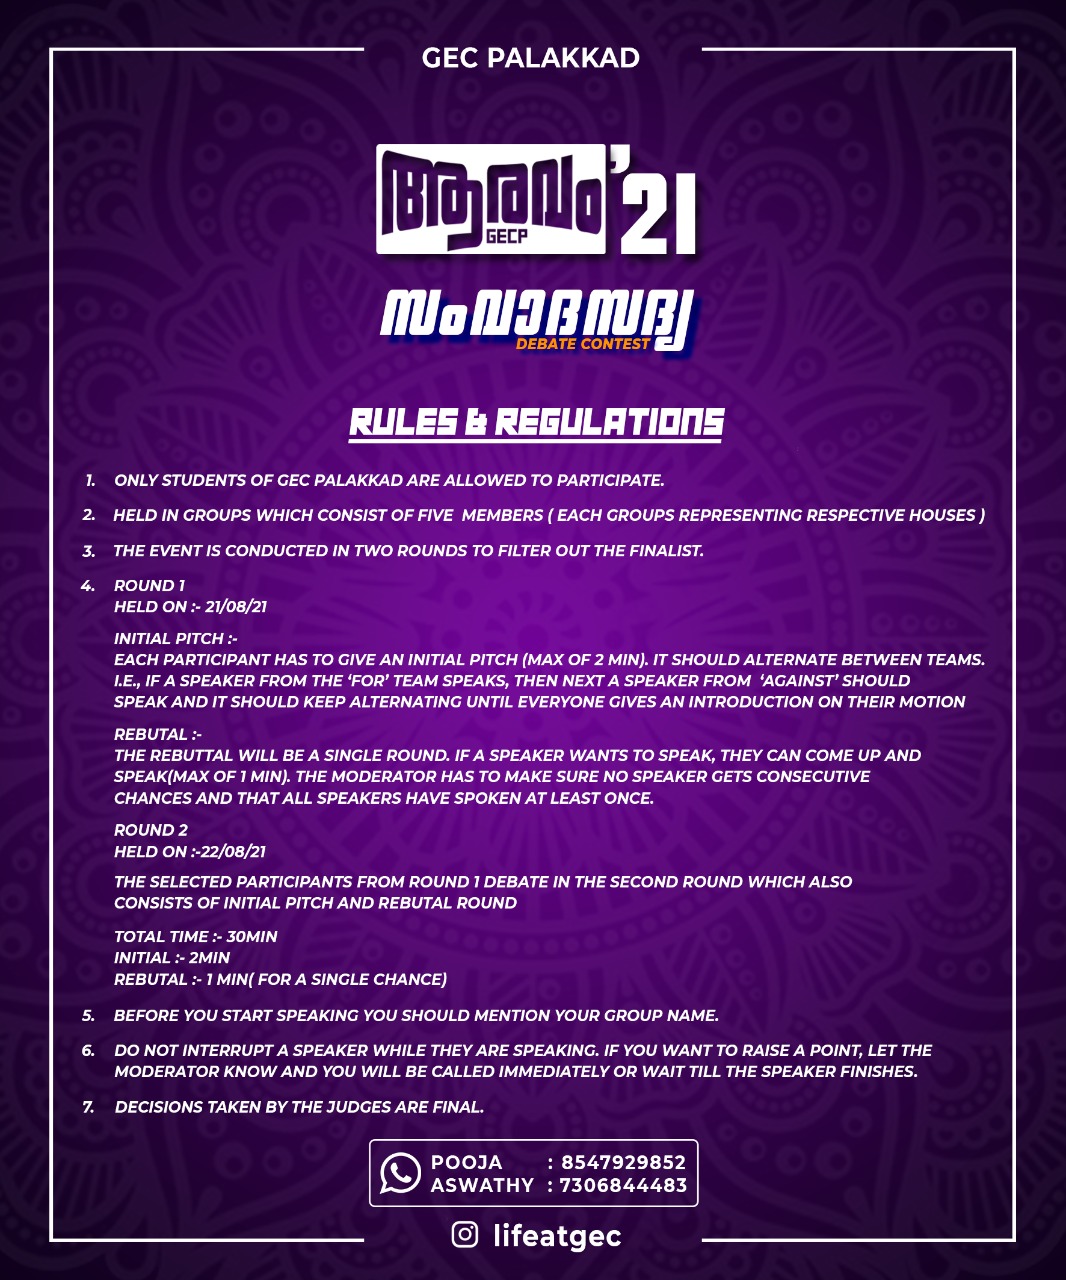 GEC PALAKKAD
ആരവം'21
GECP
സംവാദസദ്യ
DEBATE CONTEST
RULES & REGULATIONS
1. ONLY STUDENTS OF GEC PALAKKAD ARE ALLOWED TO PARTICIPATE.
2. HELD IN GROUPS WHICH CONSIST OF FIVE MEMBERS ( EACH GROUPS REPRESENTING RESPECTIVE HOUSES )
3. THE EVENT IS CONDUCTED IN TWO ROUNDS TO FILTER OUT THE FINALIST.
4. ROUND 1
HELD ON :- 21/08/21
INITIAL PITCH :-
EACH PARTICIPANT HAS TO GIVE AN INITIAL PITCH (MAX OF 2 MIN). IT SHOULD ALTERNATE BETWEEN TEAMS.
I.E., IF A SPEAKER FROM THE ‘FOR’ TEAM SPEAKS, THEN NEXT A SPEAKER FROM ‘AGAINST’ SHOULD
SPEAK AND IT SHOULD KEEP ALTERNATING UNTIL EVERYONE GIVES AN INTRODUCTION ON THEIR MOTION
REBUTAL :-
THE REBUTTAL WILL BE A SINGLE ROUND. IF A SPEAKER WANTS TO SPEAK, THEY CAN COME UP AND
SPEAK(MAX OF 1 MIN). THE MODERATOR HAS TO MAKE SURE NO SPEAKER GETS CONSECUTIVE
CHANCES AND THAT ALL SPEAKERS HAVE SPOKEN AT LEAST ONCE.
ROUND 2
HELD ON :-22/08/21
THE SELECTED PARTICIPANTS FROM ROUND 1 DEBATE IN THE SECOND ROUND WHICH ALSO
CONSISTS OF INITIAL PITCH AND REBUTAL ROUND
TOTAL TIME :- 30MIN
INITIAL :- 2MIN
REBUTAL :- 1 MIN( FOR A SINGLE CHANCE)
5. BEFORE YOU START SPEAKING YOU SHOULD MENTION YOUR GROUP NAME.
6. DO NOT INTERRUPT A SPEAKER WHILE THEY ARE SPEAKING. IF YOU WANT TO RAISE A POINT, LET THE
MODERATOR KNOW AND YOU WILL BE CALLED IMMEDIATELY OR WAIT TILL THE SPEAKER FINISHES.
7. DECISIONS TAKEN BY THE JUDGES ARE FINAL.
POOJA : 8547929852
ASWATHY : 7306844483
lifeatgec